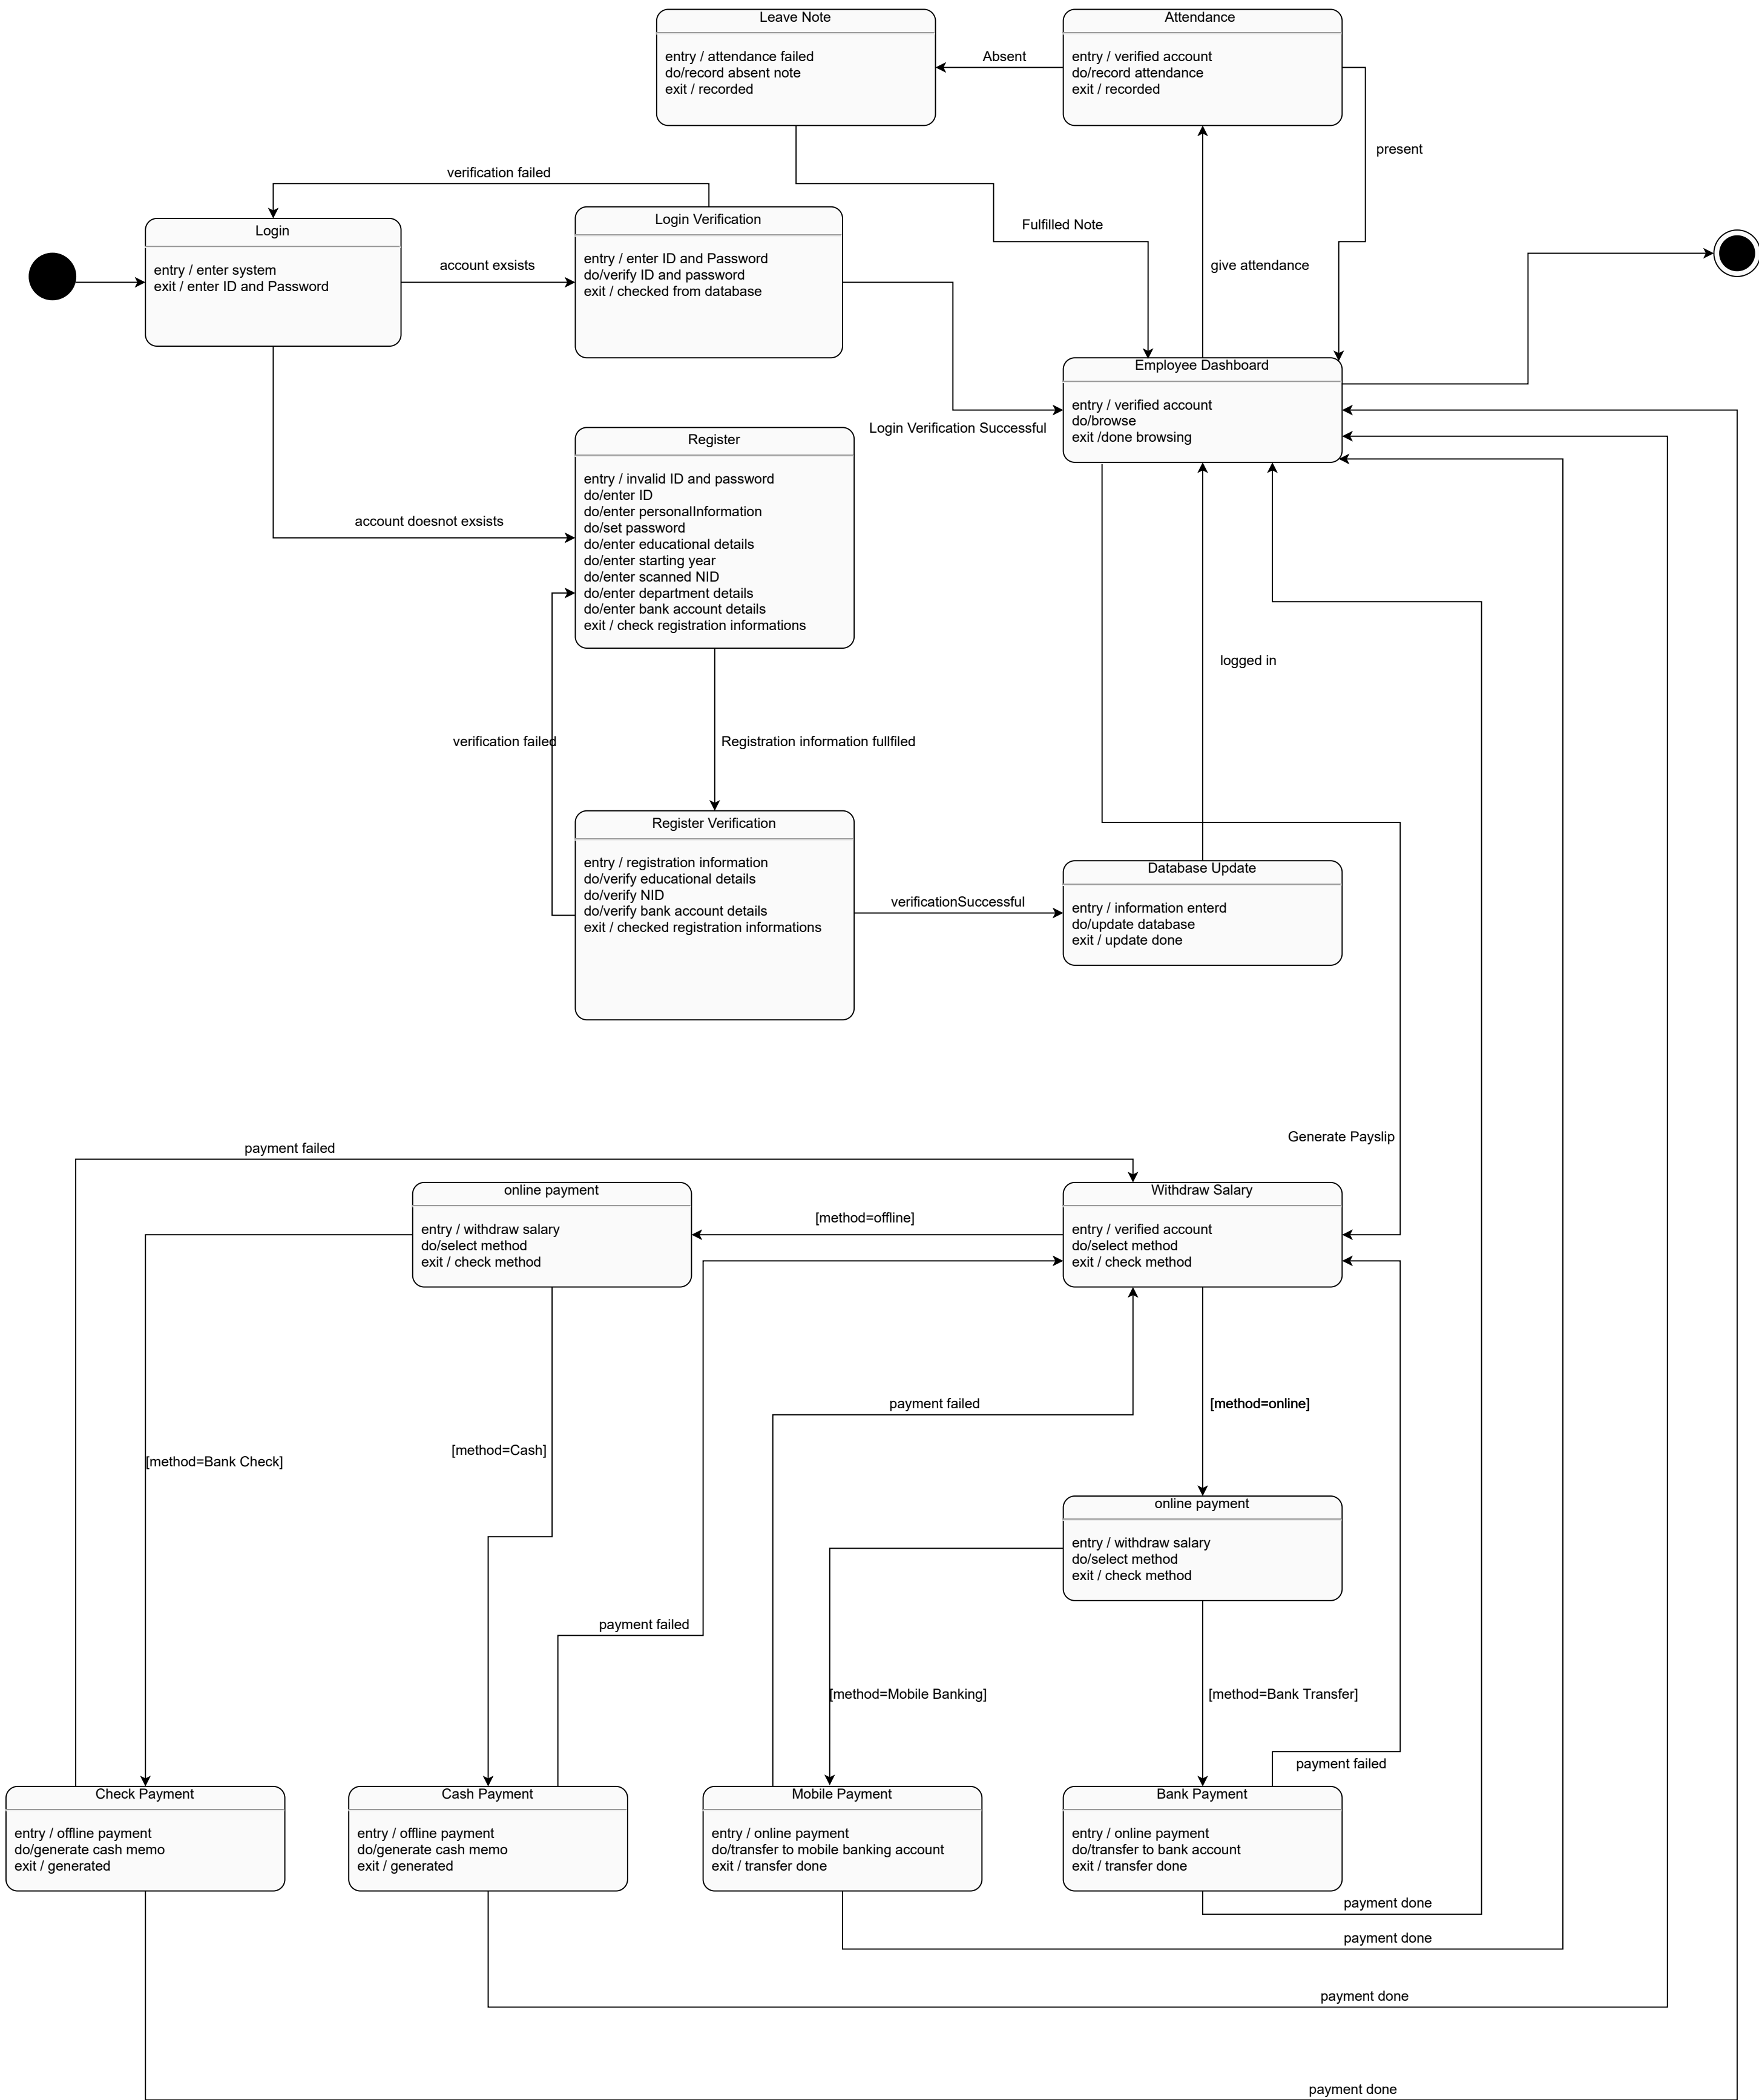 Leave Note
entry / attendance failed
do/record absent note
exit / recorded
Absent
Attendance
entry / verified account
do/record attendance
exit / recorded
present
verification failed
Login
entry / enter system
exit / enter ID and Password
account exsists
Login Verification
entry / enter ID and Password
do/verify ID and password
exit / checked from database
Fulfilled Note
give attendance
Login Verification Successful
Employee Dashboard
entry / verified account
do/browse
exit /done browsing
account doesnot exsists
Register
entry / invalid ID and password
do/enter ID
do/enter personalInformation
do/set password
do/enter educational details
do/enter starting year
do/enter scanned NID
do/enter department details
do/enter bank account details
exit / check registration informations
logged in
verification failed
Registration information fullfiled
Register Verification
entry / registration information
do/verify educational details
do/verify NID
do/verify bank account details
exit / checked registration informations
verificationSuccessful
Database Update
entry / information enterd
do/update database
exit / update done
Generate Payslip
payment failed
online payment
entry / withdraw salary
do/select method
exit / check method
[method=offline]
Withdraw Salary
entry / verified account
do/select method
exit / check method
payment failed
[method=online]
[method=Bank Check]
[method=Cash]
online payment
entry / withdraw salary
do/select method
exit / check method
payment failed
[method=Mobile Banking]
[method=Bank Transfer]
payment failed
Check Payment
entry / offline payment
do/generate cash memo
exit / generated
Cash Payment
entry / offline payment
do/generate cash memo
exit / generated
Mobile Payment
entry / online payment
do/transfer to mobile banking account
exit / transfer done
Bank Payment
entry / online payment
do/transfer to bank account
exit / transfer done
payment done
payment done
payment done
payment done